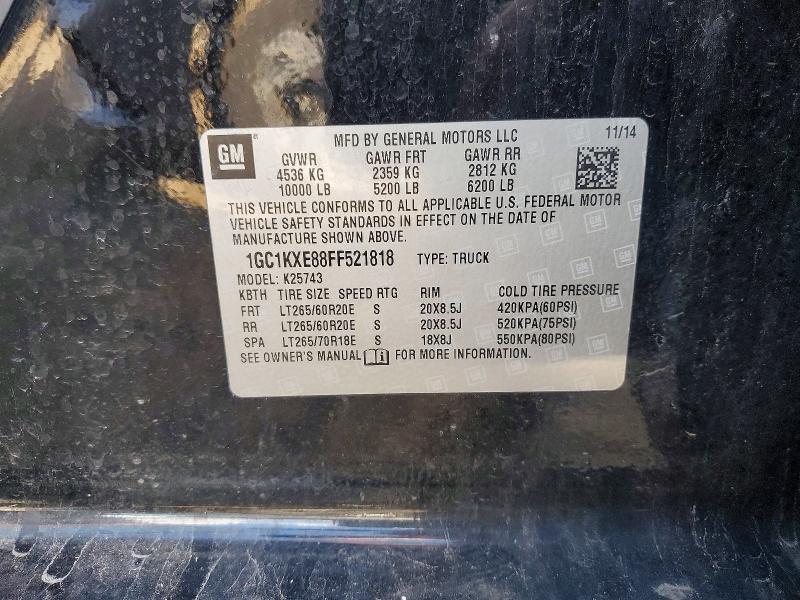 GM
MFD BY GENERAL MOTORS LLC 11/14
GVWR GAWR FRT GAWR RR
4536 KG 2359 KG 2812 KG
10000 LB 5200 LB 6200 LB
THIS VEHICLE CONFORMS TO ALL APPLICABLE U.S. FEDERAL MOTOR
VEHICLE SAFETY STANDARDS IN EFFECT ON THE DATE OF
MANUFACTURE SHOWN ABOVE.
1GC1KXE88FF521818 TYPE: TRUCK
MODEL: K25743
KBTH TIRE SIZE SPEED RTG RIM COLD TIRE PRESSURE
FRT LT265/60R20E S 20X8.5J 420KPA(60PSI)
RR LT265/60R20E S 20X8.5J 520KPA(75PSI)
SPA LT265/70R18E S 18X8J 550KPA(80PSI)
SEE OWNER'S MANUAL i FOR MORE INFORMATION.